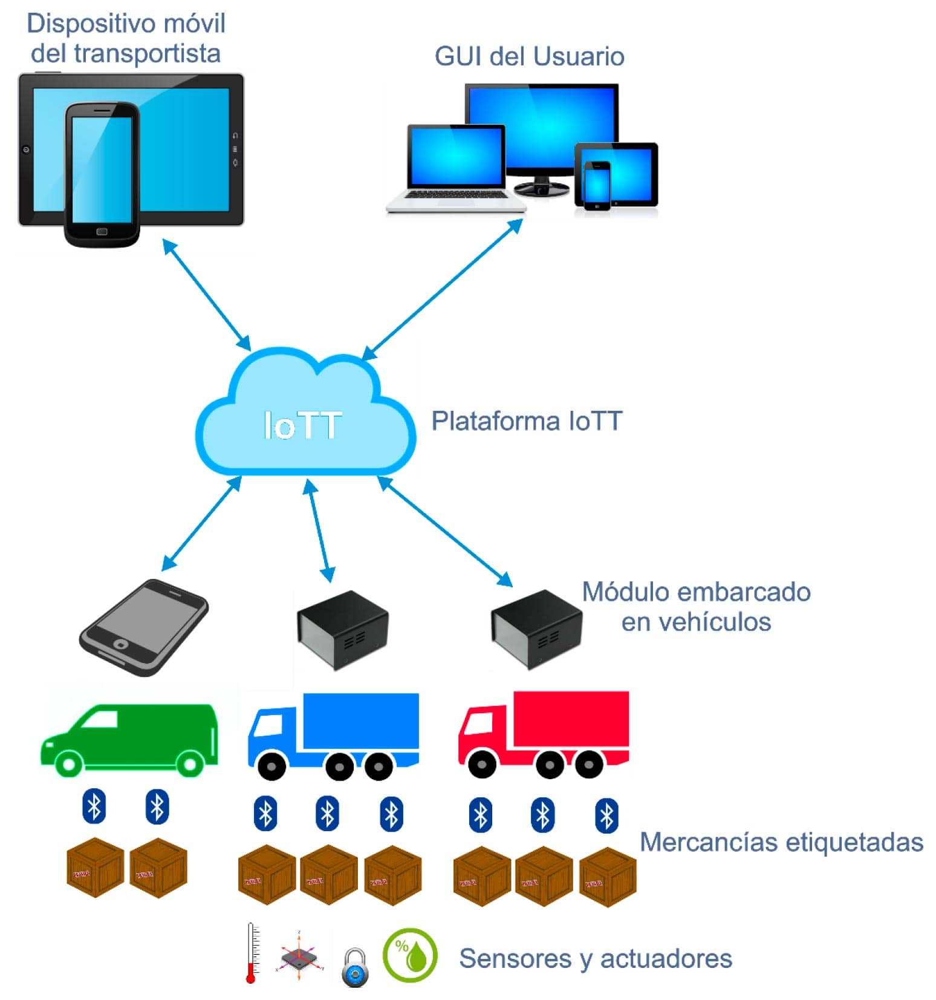 Dispositivo móvil
del transportista
GUI del Usuario
IoTT
Plataforma IoTT
Módulo embarcado
en vehículos
Mercancías etiquetadas
%
z
x
y
Sensores y actuadores